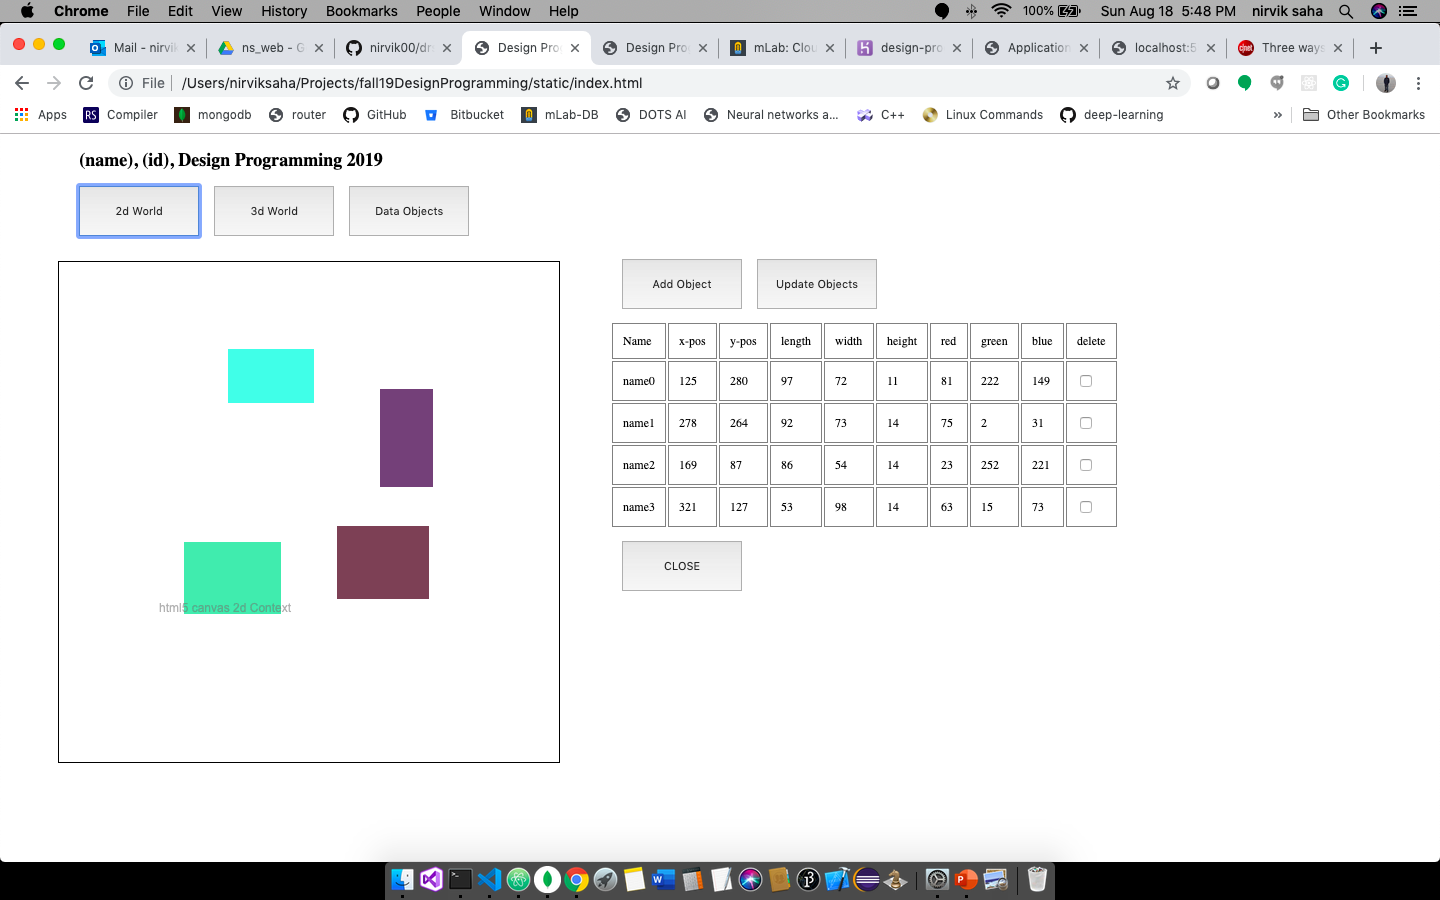 Chrome File Edit View History Bookmarks People Window Help 100% Sun Aug 18 5:48 PM nirvik saha
Mail - nirvik ns_web - G nirvik00/dr Design Pro Design Pro mLab: Clou design-pro Application localhost:5 Three ways
File /Users/nirviksaha/Projects/fall19DesignProgramming/static/index.html
Apps RS Compiler mongodb router GitHub Bitbucket mLab-DB DOTS AI Neural networks a... C++ Linux Commands deep-learning » Other Bookmarks
(name), (id), Design Programming 2019
2d World 3d World Data Objects
Add Object Update Objects
Name x-pos y-pos length width height red green blue delete
name0 125 280 97 72 11 81 222 149
name1 278 264 92 73 14 75 2 31
name2 169 87 86 54 14 23 252 221
name3 321 127 53 98 14 63 15 73
CLOSE
html5 canvas 2d Context